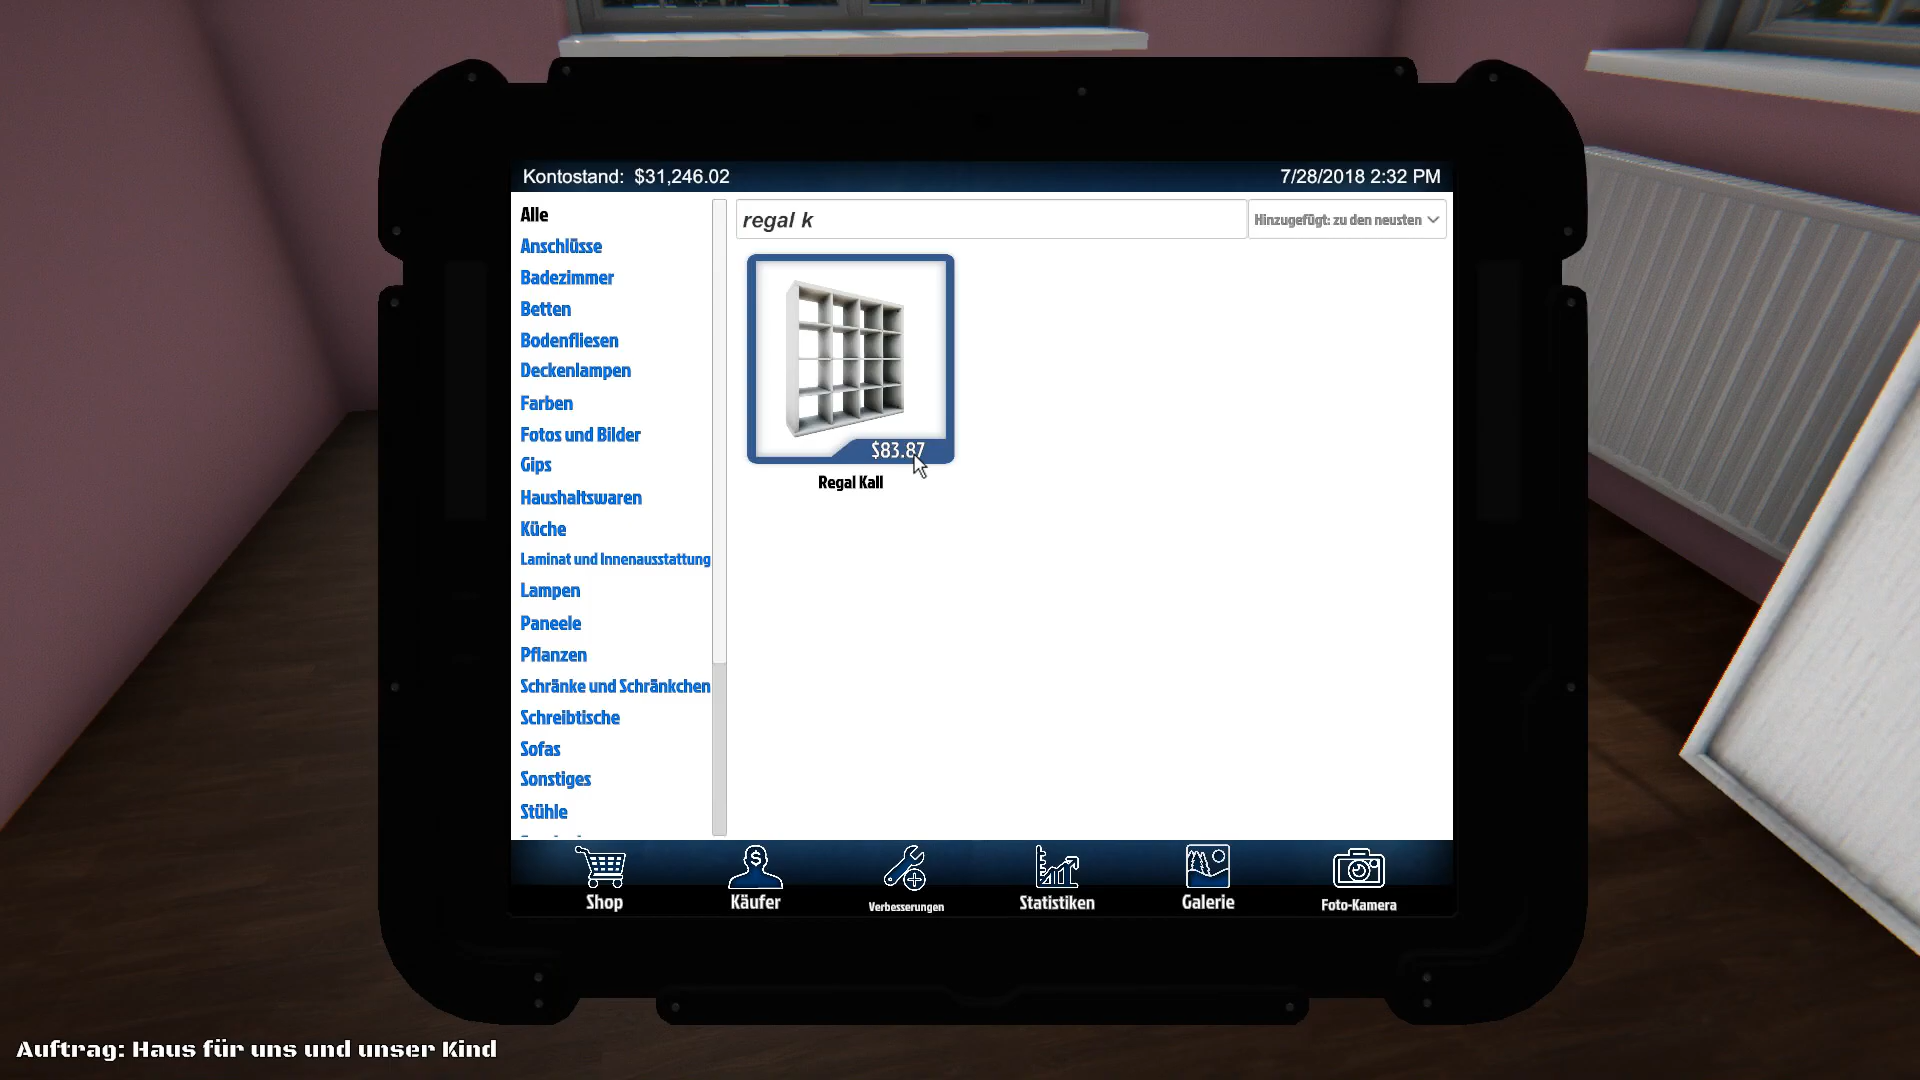 Kontostand: $31,246.02
7/28/2018 2:32 PM
Alle
Anschlüsse
Badezimmer
Betten
Bodenfliesen
Deckenlampen
Farben
Fotos und Bilder
Gips
Haushaltswaren
Küche
Laminat und Innenausstattung
Lampen
Paneele
Pflanzen
Schränke und Schränkchen
Schreibtische
Sofas
Sonstiges
Stühle
regal k
Hinzugefügt: zu den neusten
$83.87
Regal Kall
Shop
Käufer
Verbesserungen
Statistiken
Galerie
Foto-Kamera
Auftrag: Haus für uns und unser Kind